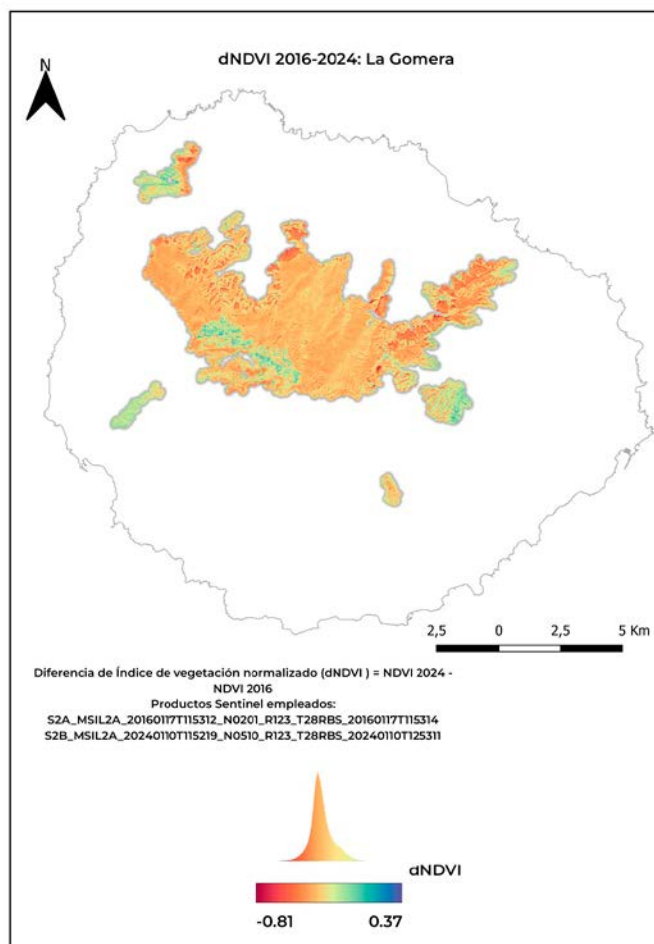 dNDVI 2016-2024: La Gomera
N
2,5 0 2,5 5 Km
Diferencia de Índice de vegetación normalizado (dNDVI ) = NDVI 2024 -
NDVI 2016
Productos Sentinel empleados:
S2A_MSIL2A_20160117T115312_N0201_R123_T28RBS_20160117T115314
S2B_MSIL2A_20240110T115219_N0510_R123_T28RBS_20240110T125311
dNDVI
-0.81 0.37